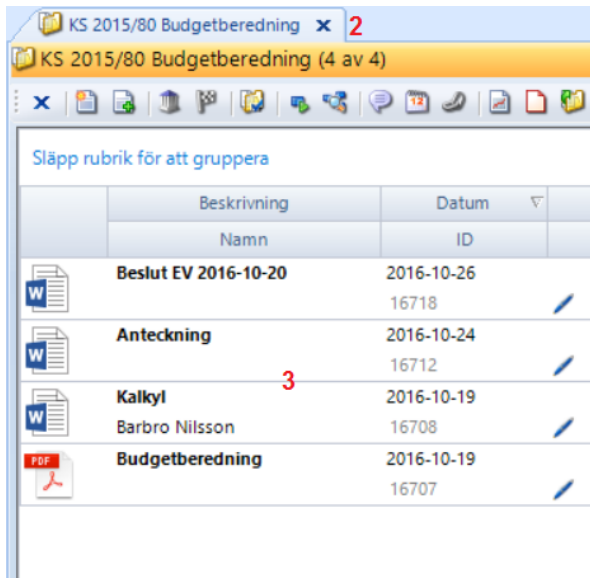 KS 2015/80 Budgetberedning x 2
KS 2015/80 Budgetberedning (4 av 4)
12
Släpp rubrik för att gruppera
Beskrivning Datum
Namn ID
Beslut EV 2016-10-20 2016-10-26
16718
Anteckning 2016-10-24
16712
3
Kalkyl 2016-10-19
Barbro Nilsson 16708
PDF Budgetberedning 2016-10-19
16707